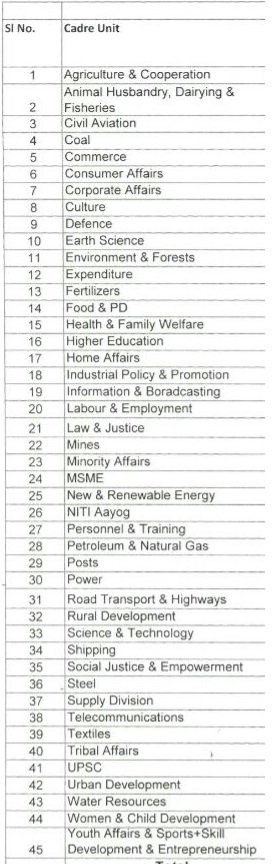 Sl No. Cadre Unit
1 Agriculture & Cooperation
Animal Husbandry, Dairying &
2 Fisheries
3 Civil Aviation
4 Coal
5 Commerce
6 Consumer Affairs
7 Corporate Affairs
8 Culture
9 Defence
10 Earth Science
11 Environment & Forests
12 Expenditure
13 Fertilizers
14 Food & PD
15 Health & Family Welfare
16 Higher Education
17 Home Affairs
18 Industrial Policy & Promotion
19 Information & Boradcasting
20 Labour & Employment
21 Law & Justice
22 Mines
23 Minority Affairs
24 MSME
25 New & Renewable Energy
26 NITI Aayog
27 Personnel & Training
28 Petroleum & Natural Gas
29 Posts
30 Power
31 Road Transport & Highways
32 Rural Development
33 Science & Technology
34 Shipping
35 Social Justice & Empowerment
36 Steel
37 Supply Division
38 Telecommunications
39 Textiles
40 Tribal Affairs
41 UPSC
42 Urban Development
43 Water Resources
44 Women & Child Development
Youth Affairs & Sports+Skill
45 Development & Entrepreneurship